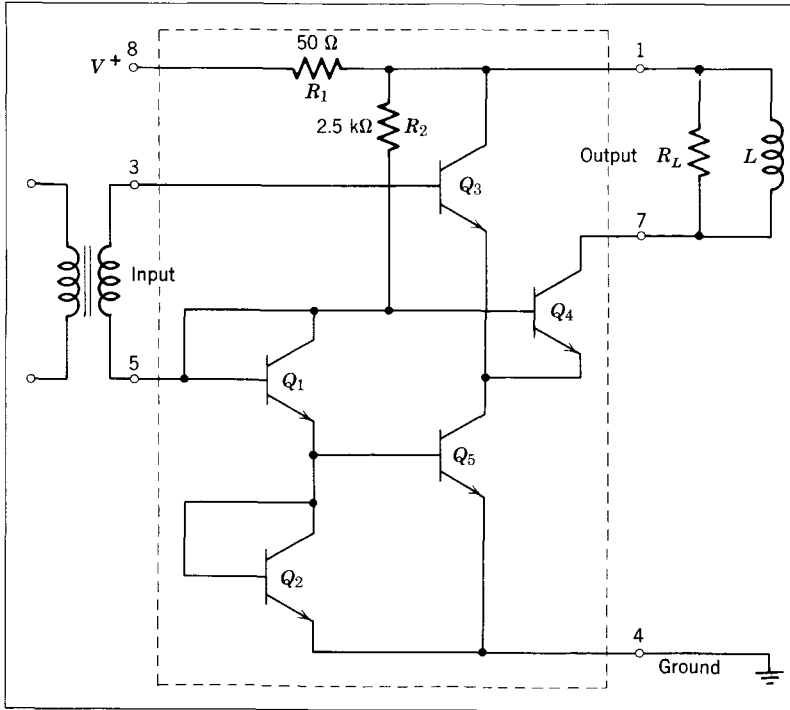 50 Ω
V+ 8
R1
1
2.5 kΩ R2
3
Q3
Output
RL
L
7
Input
Q4
5
Q1
Q5
Q2
4
Ground